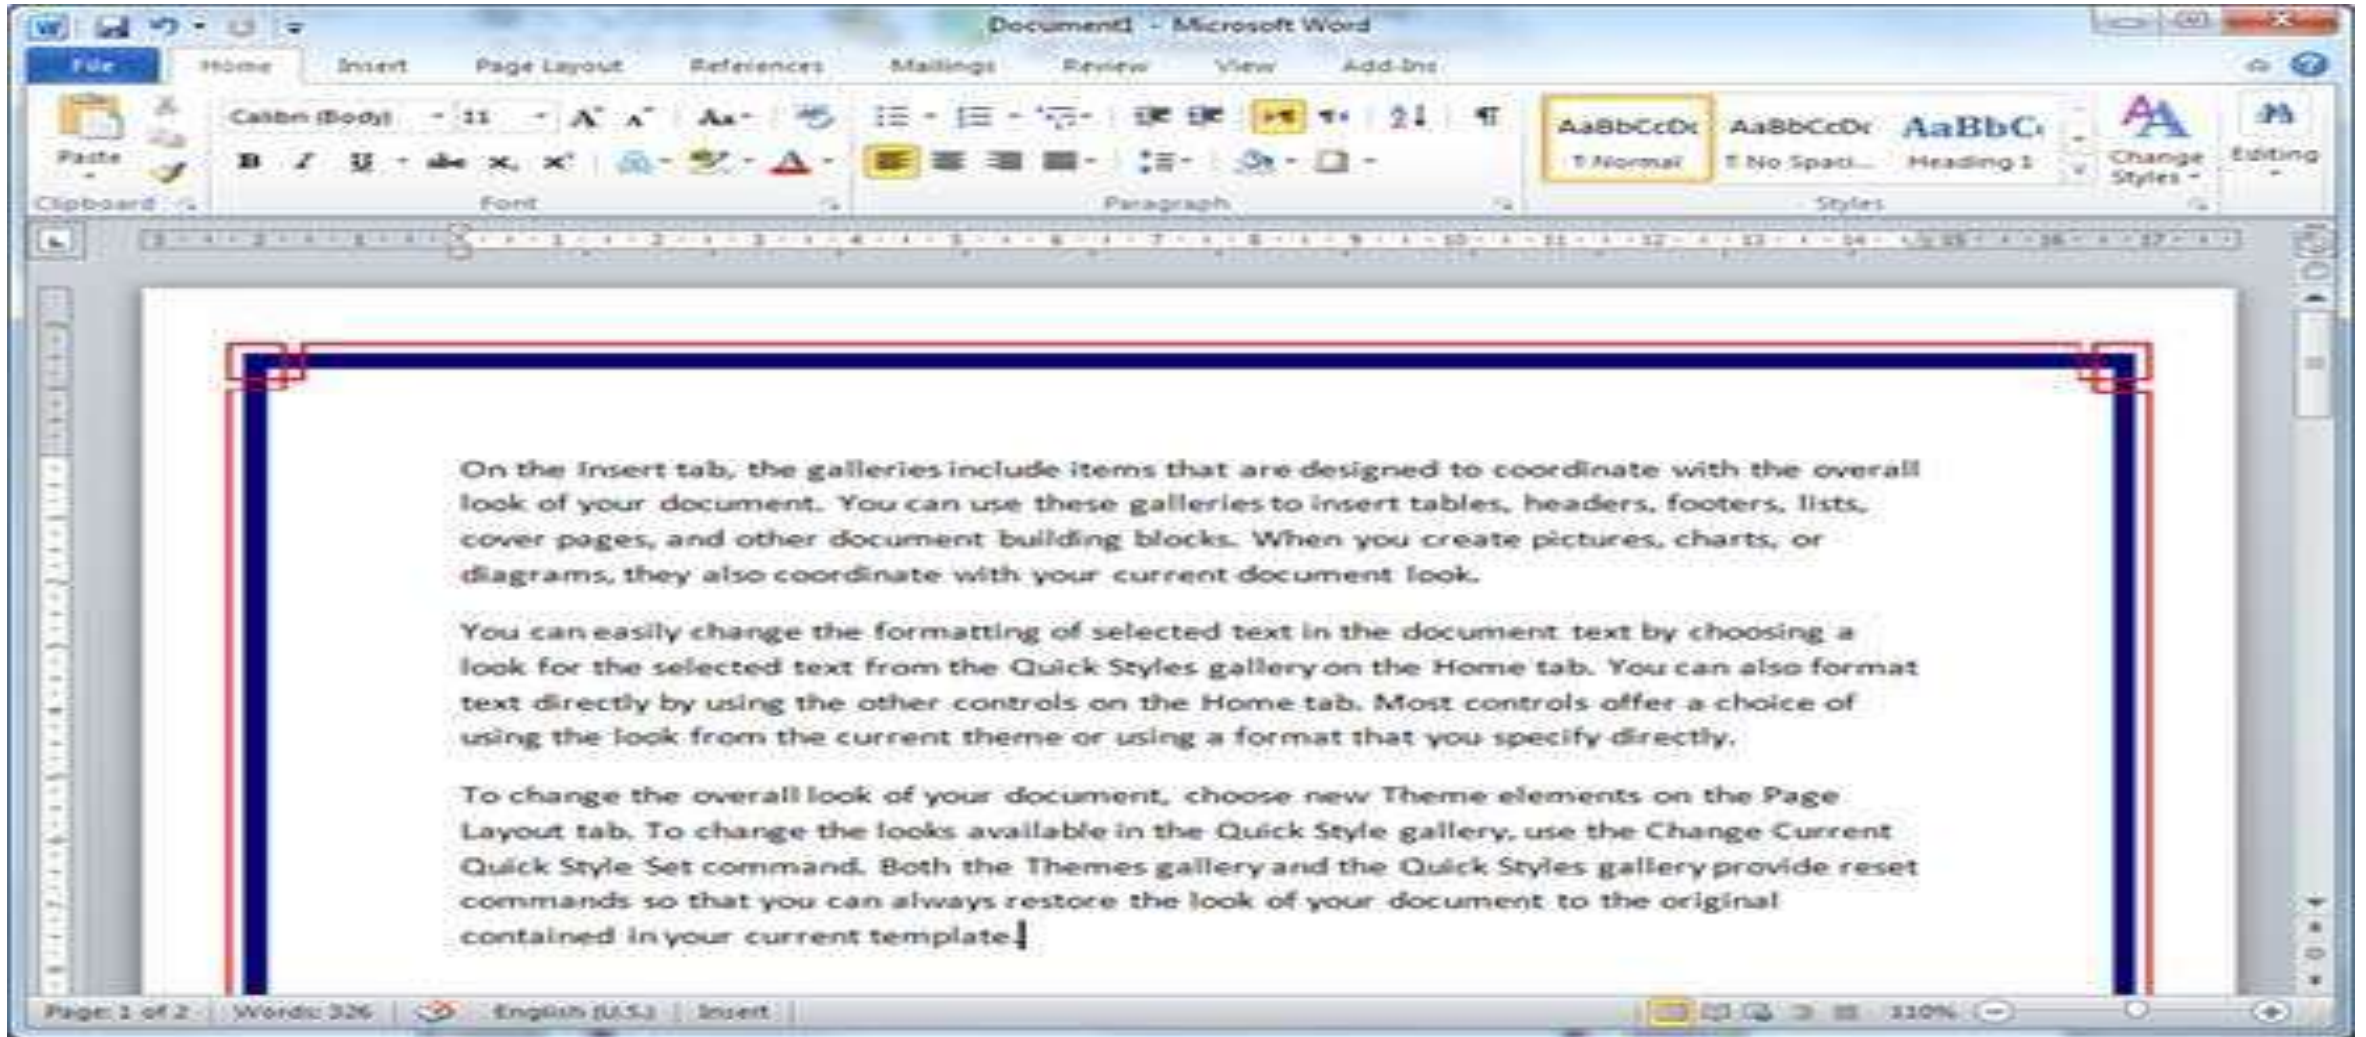 Document1 - Microsoft Word
File Home Insert Page Layout References Mailings Review View Add-Ins
Calibri (Body) 11 Aa
AaBbCcDc AaBbCcDc AaBbC
Paste B I U abc
¶ Normal ¶ No Spaci... Heading 1 Change Styles Editing
Clipboard Font Paragraph Styles
On the Insert tab, the galleries include items that are designed to coordinate with the overall
look of your document. You can use these galleries to insert tables, headers, footers, lists,
cover pages, and other document building blocks. When you create pictures, charts, or
diagrams, they also coordinate with your current document look.
You can easily change the formatting of selected text in the document text by choosing a
look for the selected text from the Quick Styles gallery on the Home tab. You can also format
text directly by using the other controls on the Home tab. Most controls offer a choice of
using the look from the current theme or using a format that you specify directly.
To change the overall look of your document, choose new Theme elements on the Page
Layout tab. To change the looks available in the Quick Style gallery, use the Change Current
Quick Style Set command. Both the Themes gallery and the Quick Styles gallery provide reset
commands so that you can always restore the look of your document to the original
contained in your current template.
Page: 1 of 2 Words: 326 English (U.S.) Insert 110%